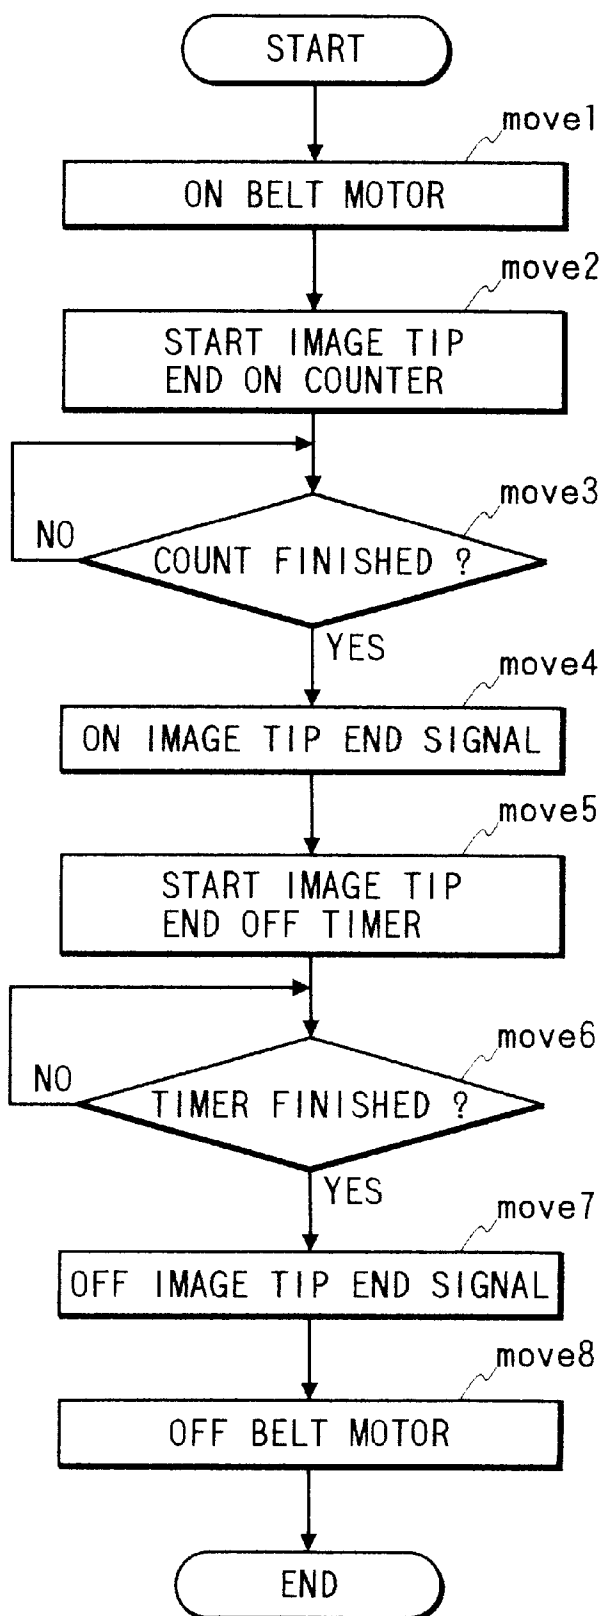 START
move1
ON BELT MOTOR
move2
START IMAGE TIP
END ON COUNTER
move3
NO
COUNT FINISHED ?
YES
move4
ON IMAGE TIP END SIGNAL
move5
START IMAGE TIP
END OFF TIMER
move6
NO
TIMER FINISHED ?
YES
move7
OFF IMAGE TIP END SIGNAL
move8
OFF BELT MOTOR
END